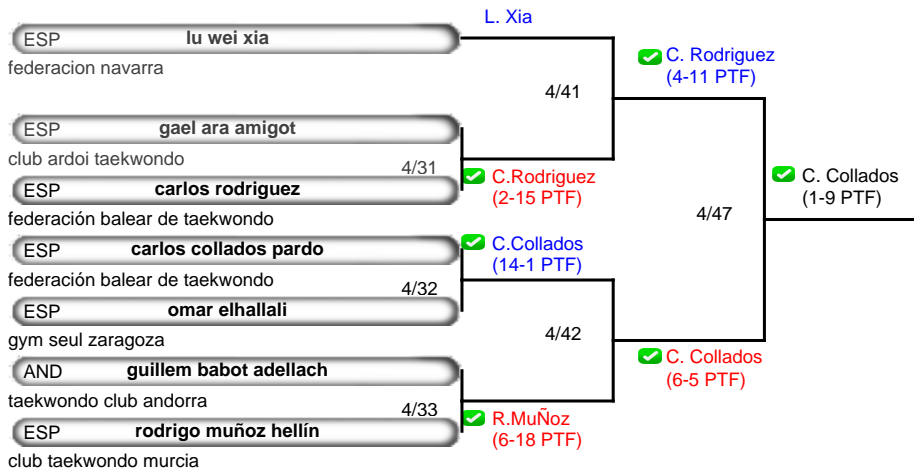 L. Xia
ESP lu wei xia
federacion navarra
C. Rodriguez
(4-11 PTF)
4/41
ESP gael ara amigot
club ardoi taekwondo
4/31
C.Rodriguez
(2-15 PTF)
ESP carlos rodriguez
federación balear de taekwondo
C. Collados
(1-9 PTF)
4/47
ESP carlos collados pardo
federación balear de taekwondo
C.Collados
(14-1 PTF)
4/32
ESP omar elhallali
gym seul zaragoza
4/42
C. Collados
(6-5 PTF)
AND guillem babot adellach
taekwondo club andorra
4/33
R.MuÑoz
(6-18 PTF)
ESP rodrigo muñoz hellín
club taekwondo murcia